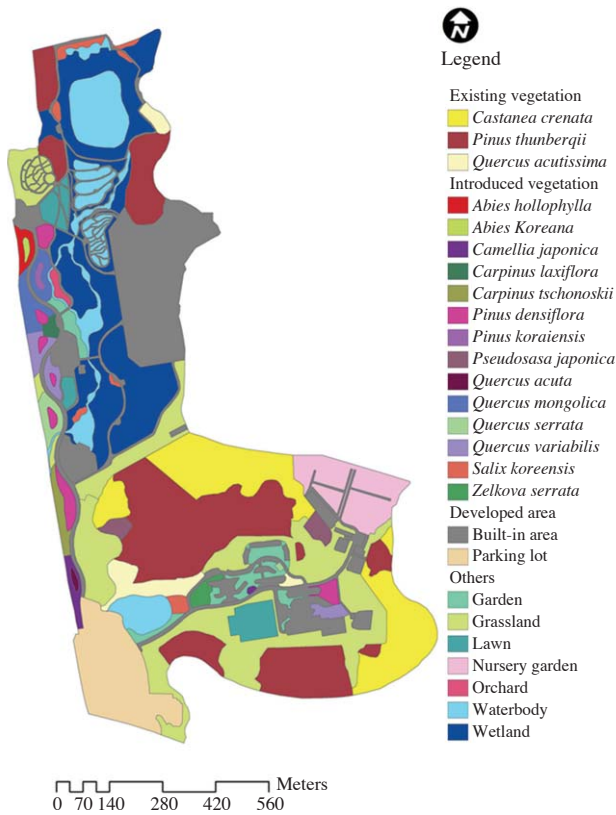 N
Legend
Existing vegetation
Castanea crenata
Pinus thunberqii
Quercus acutissima
Introduced vegetation
Abies hollophylla
Abies Koreana
Camellia japonica
Carpinus laxiflora
Carpinus tschonoskii
Pinus densiflora
Pinus koraiensis
Pseudosasa japonica
Quercus acuta
Quercus mongolica
Quercus serrata
Quercus variabilis
Salix koreensis
Zelkova serrata
Developed area
Built-in area
Parking lot
Others
Garden
Grassland
Lawn
Nursery garden
Orchard
Waterbody
Wetland
Meters
0 70 140 280 420 560